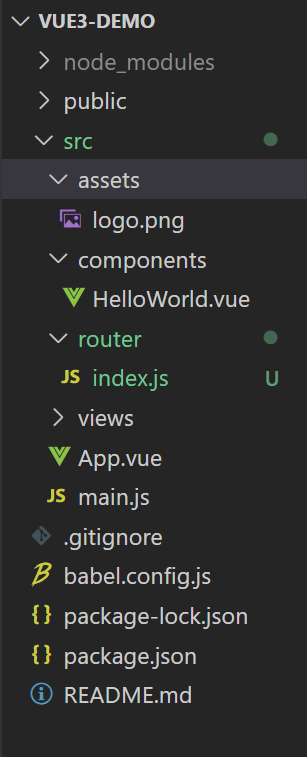 VUE3-DEMO
node_modules
public
src
assets
logo.png
components
HelloWorld.vue
router
JS index.js U
views
App.vue
JS main.js
.gitignore
babel.config.js
{ } package-lock.json
{ } package.json
README.md